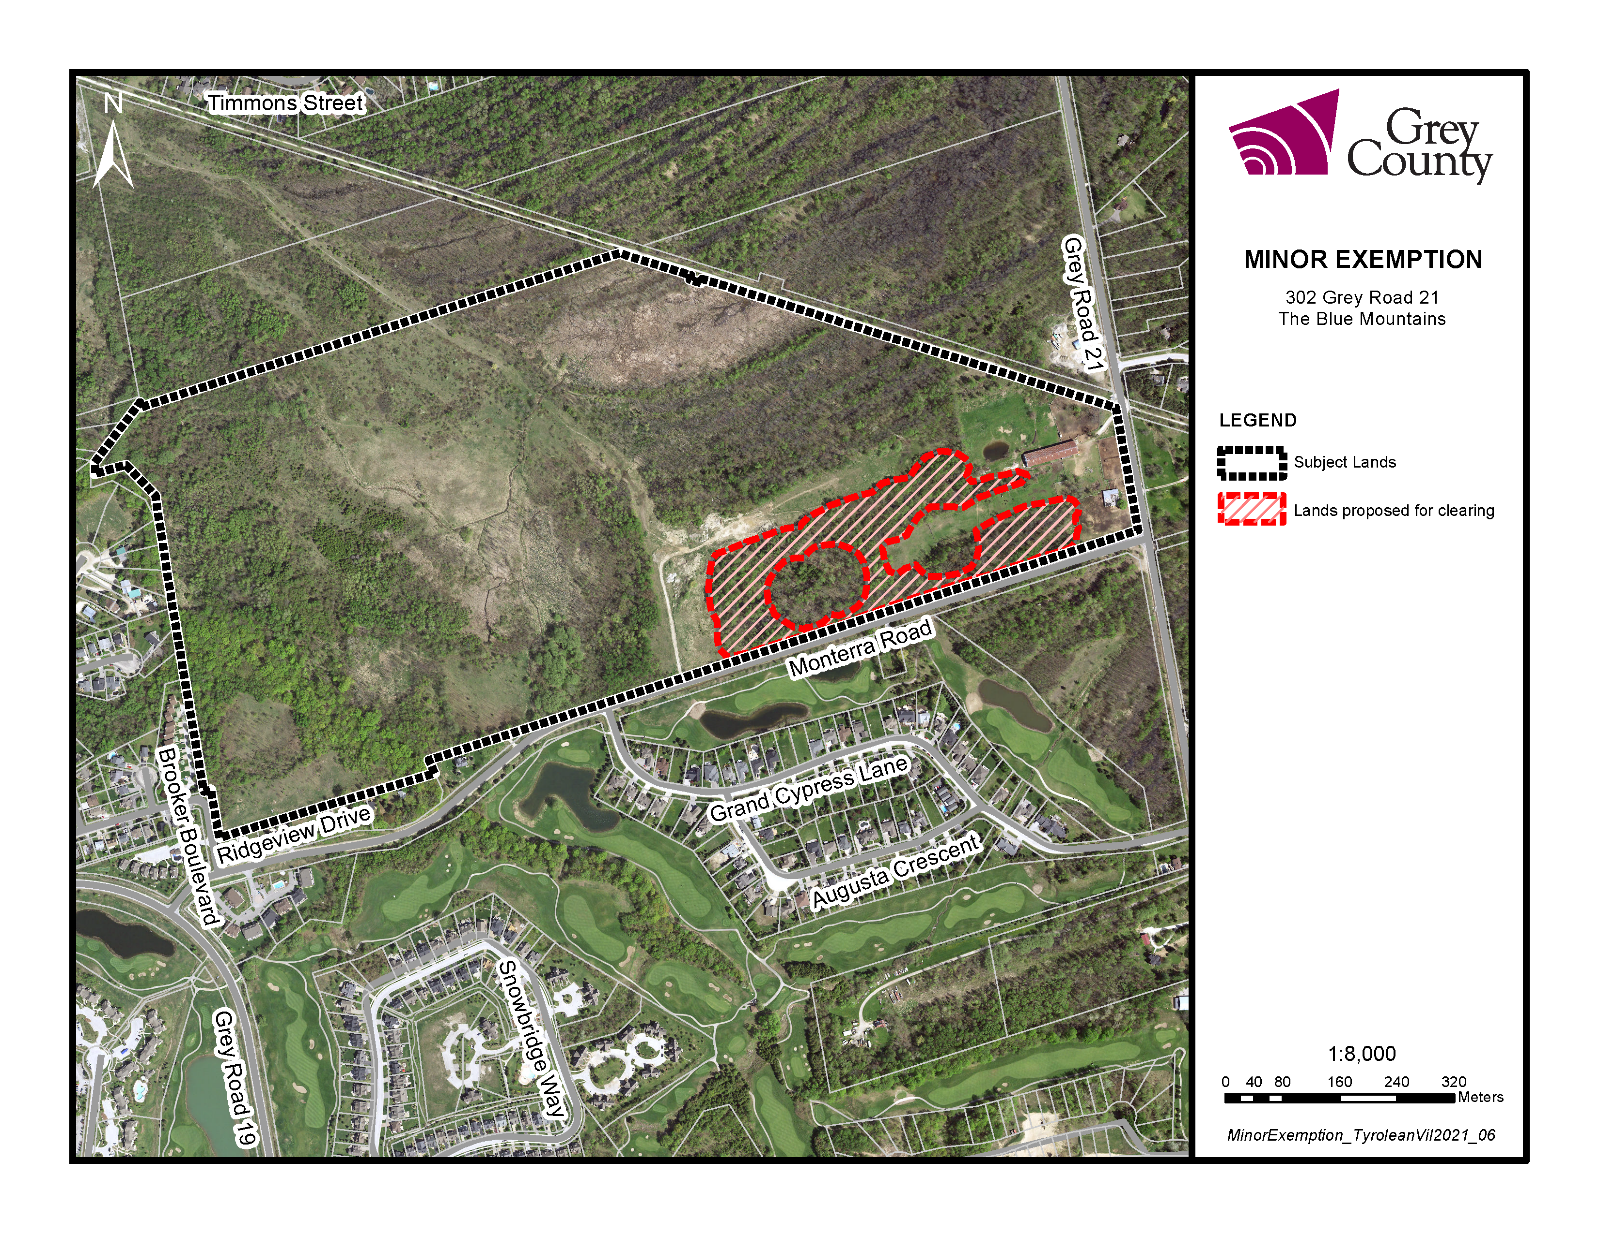 N
Timmons Street
Grey Road 21
Monterra Road
Grand Cypress Lane
Augusta Crescent
Ridgeview Drive
Brooker Boulevard
Snowbridge Way
Grey Road 19
Grey
County
MINOR EXEMPTION
302 Grey Road 21
The Blue Mountains
LEGEND
Subject Lands
Lands proposed for clearing
1:8,000
0 40 80 160 240 320
Meters
MinorExemption_TyroleanVil2021_06